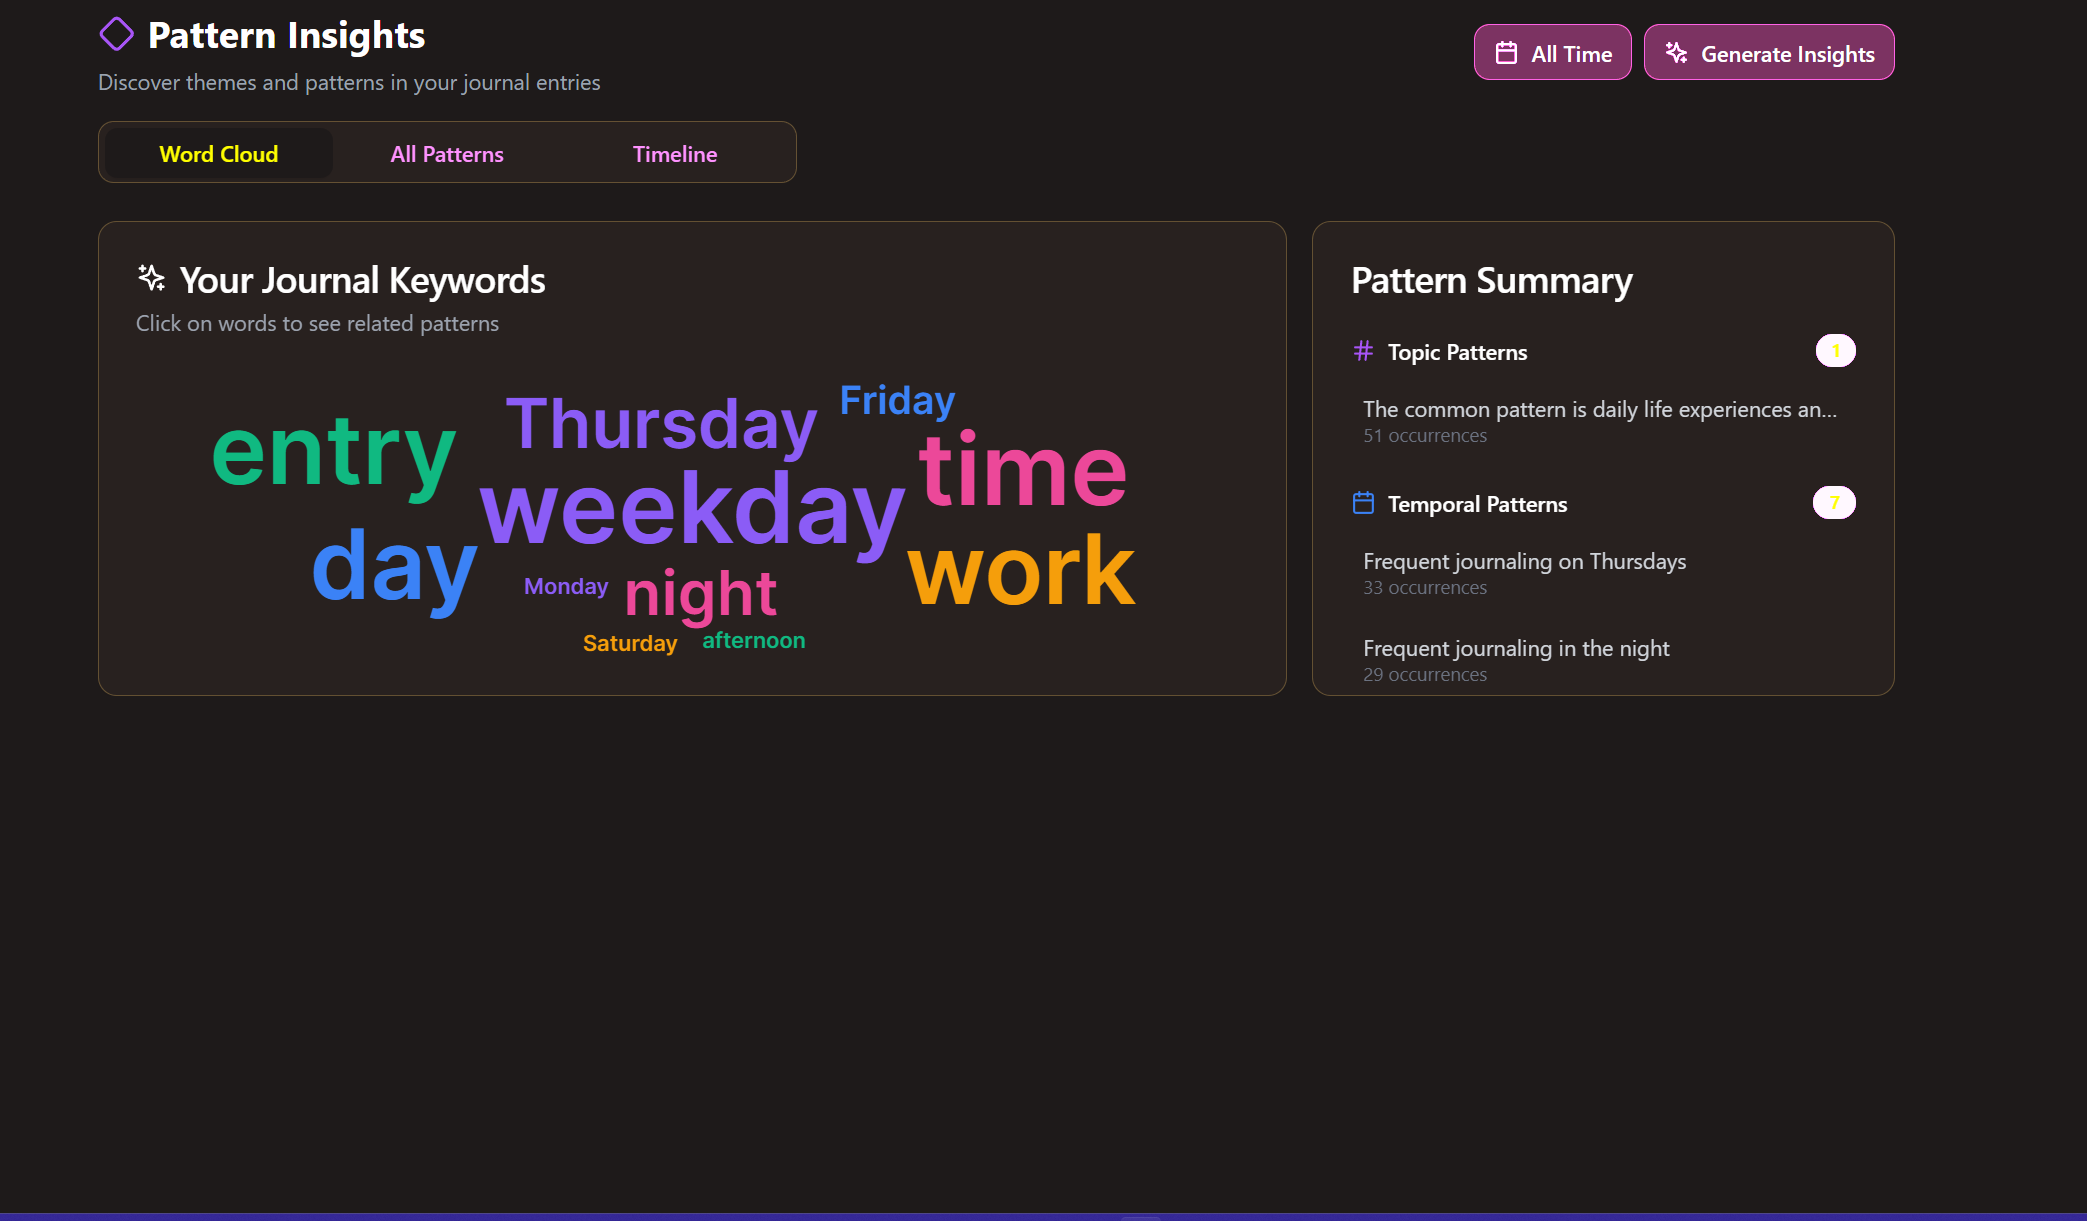 Pattern Insights
Discover themes and patterns in your journal entries
All Time
Generate Insights
Word Cloud
All Patterns
Timeline
Your Journal Keywords
Click on words to see related patterns
entry
Thursday
Friday
time
weekday
day
work
Monday
night
Saturday
afternoon
Pattern Summary
Topic Patterns
1
The common pattern is daily life experiences an...
51 occurrences
Temporal Patterns
7
Frequent journaling on Thursdays
33 occurrences
Frequent journaling in the night
29 occurrences